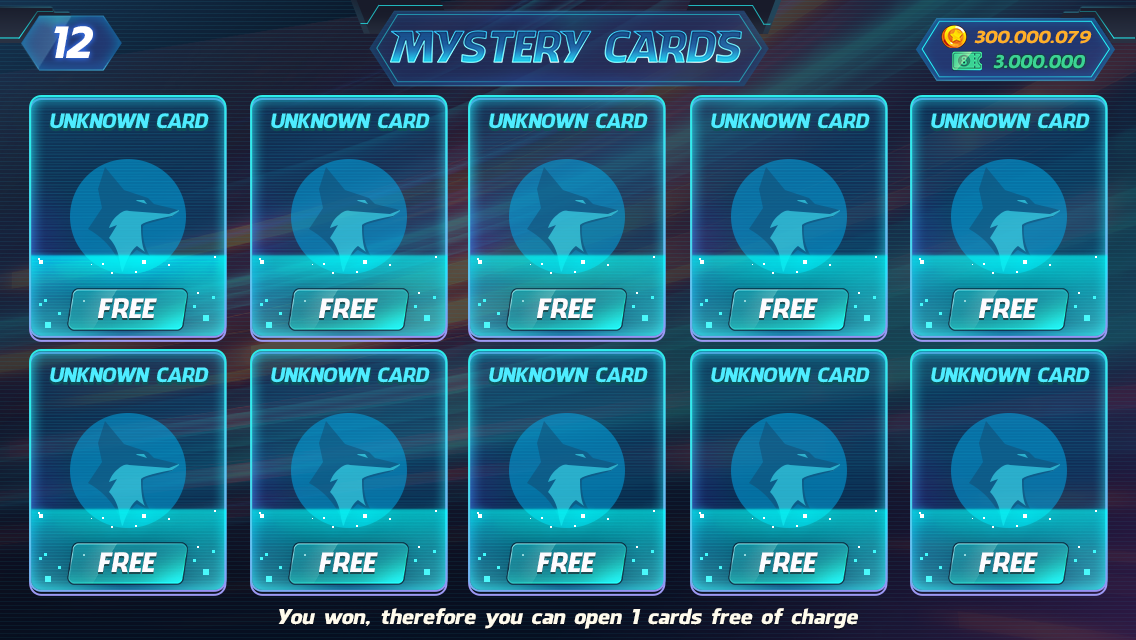 12
MYSTERY CARDS
300.000.079
3.000.000
UNKNOWN CARD
UNKNOWN CARD
UNKNOWN CARD
UNKNOWN CARD
UNKNOWN CARD
FREE
FREE
FREE
FREE
FREE
UNKNOWN CARD
UNKNOWN CARD
UNKNOWN CARD
UNKNOWN CARD
UNKNOWN CARD
FREE
FREE
FREE
FREE
FREE
You won, therefore you can open 1 cards free of charge